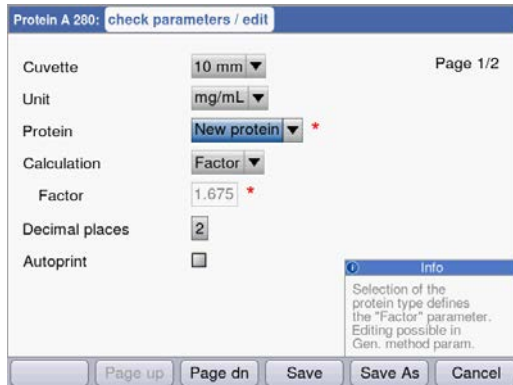 Protein A 280: check parameters / edit
Cuvette 10 mm Page 1/2
Unit mg/mL
Protein New protein *
Calculation Factor
Factor 1.675 *
Decimal places 2
Autoprint
i Info
Selection of the
protein type defines
the "Factor" parameter.
Editing possible in
Gen. method param.
Page up Page dn Save Save As Cancel